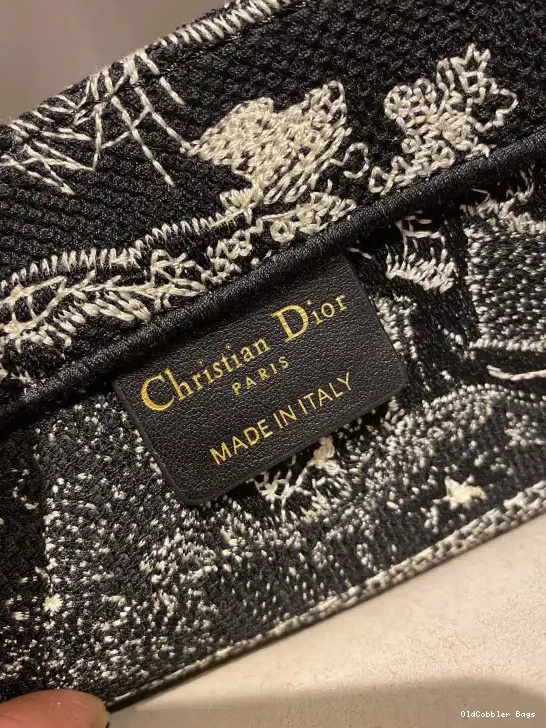 Christian Dior
PARIS
MADE IN ITALY
OldCobbler Bags